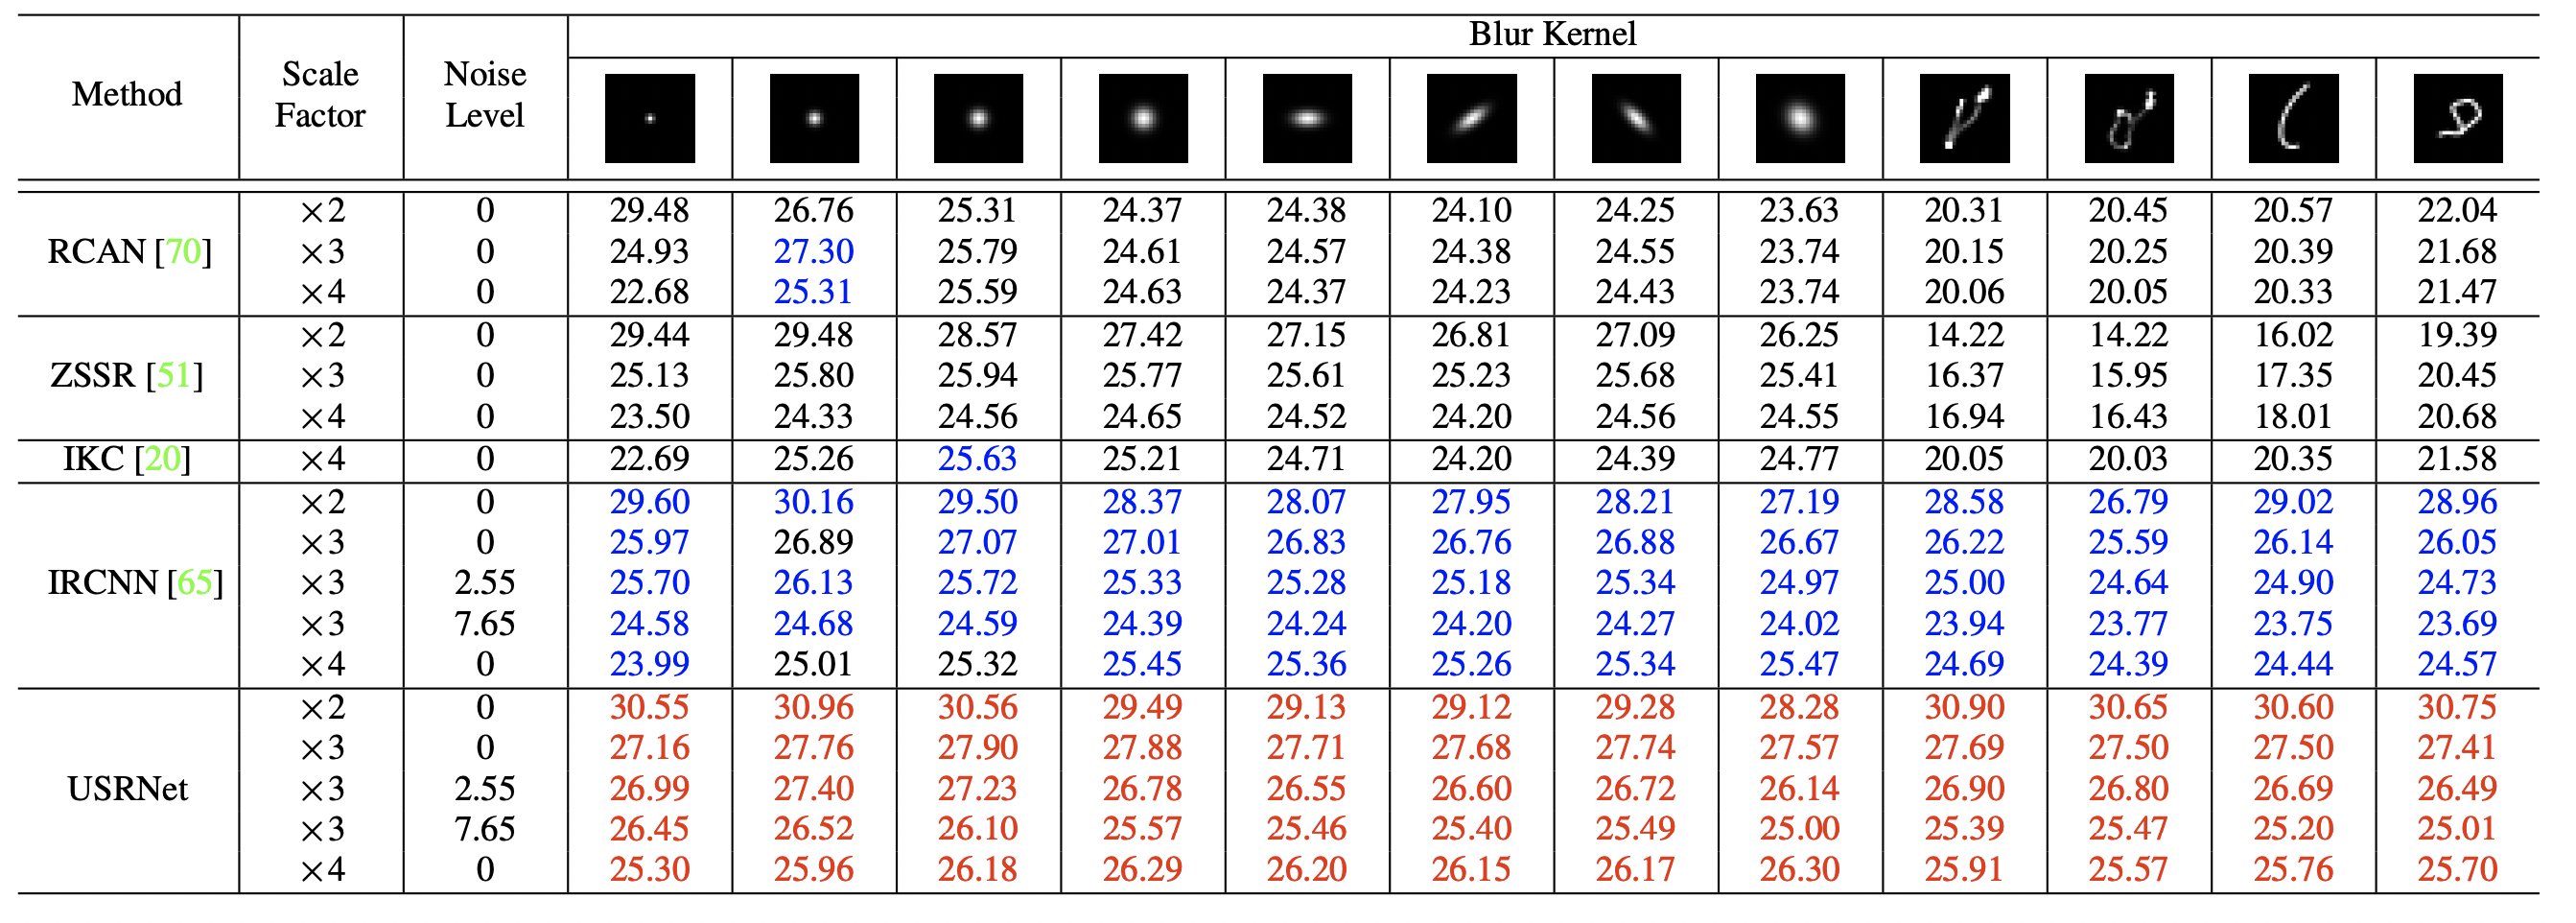 Blur Kernel
Method Scale Factor Noise Level
RCAN [70] ×2 0 29.48 26.76 25.31 24.37 24.38 24.10 24.25 23.63 20.31 20.45 20.57 22.04
×3 0 24.93 27.30 25.79 24.61 24.57 24.38 24.55 23.74 20.15 20.25 20.39 21.68
×4 0 22.68 25.31 25.59 24.63 24.37 24.23 24.43 23.74 20.06 20.05 20.33 21.47
ZSSR [51] ×2 0 29.44 29.48 28.57 27.42 27.15 26.81 27.09 26.25 14.22 14.22 16.02 19.39
×3 0 25.13 25.80 25.94 25.77 25.61 25.23 25.68 25.41 16.37 15.95 17.35 20.45
×4 0 23.50 24.33 24.56 24.65 24.52 24.20 24.56 24.55 16.94 16.43 18.01 20.68
IKC [20] ×4 0 22.69 25.26 25.63 25.21 24.71 24.20 24.39 24.77 20.05 20.03 20.35 21.58
IRCNN [65] ×2 0 29.60 30.16 29.50 28.37 28.07 27.95 28.21 27.19 28.58 26.79 29.02 28.96
×3 0 25.97 26.89 27.07 27.01 26.83 26.76 26.88 26.67 26.22 25.59 26.14 26.05
×3 2.55 25.70 26.13 25.72 25.33 25.28 25.18 25.34 24.97 25.00 24.64 24.90 24.73
×3 7.65 24.58 24.68 24.59 24.39 24.24 24.20 24.27 24.02 23.94 23.77 23.75 23.69
×4 0 23.99 25.01 25.32 25.45 25.36 25.26 25.34 25.47 24.69 24.39 24.44 24.57
USRNet ×2 0 30.55 30.96 30.56 29.49 29.13 29.12 29.28 28.28 30.90 30.65 30.60 30.75
×3 0 27.16 27.76 27.90 27.88 27.71 27.68 27.74 27.57 27.69 27.50 27.50 27.41
×3 2.55 26.99 27.40 27.23 26.78 26.55 26.60 26.72 26.14 26.90 26.80 26.69 26.49
×3 7.65 26.45 26.52 26.10 25.57 25.46 25.40 25.49 25.00 25.39 25.47 25.20 25.01
×4 0 25.30 25.96 26.18 26.29 26.20 26.15 26.17 26.30 25.91 25.57 25.76 25.70